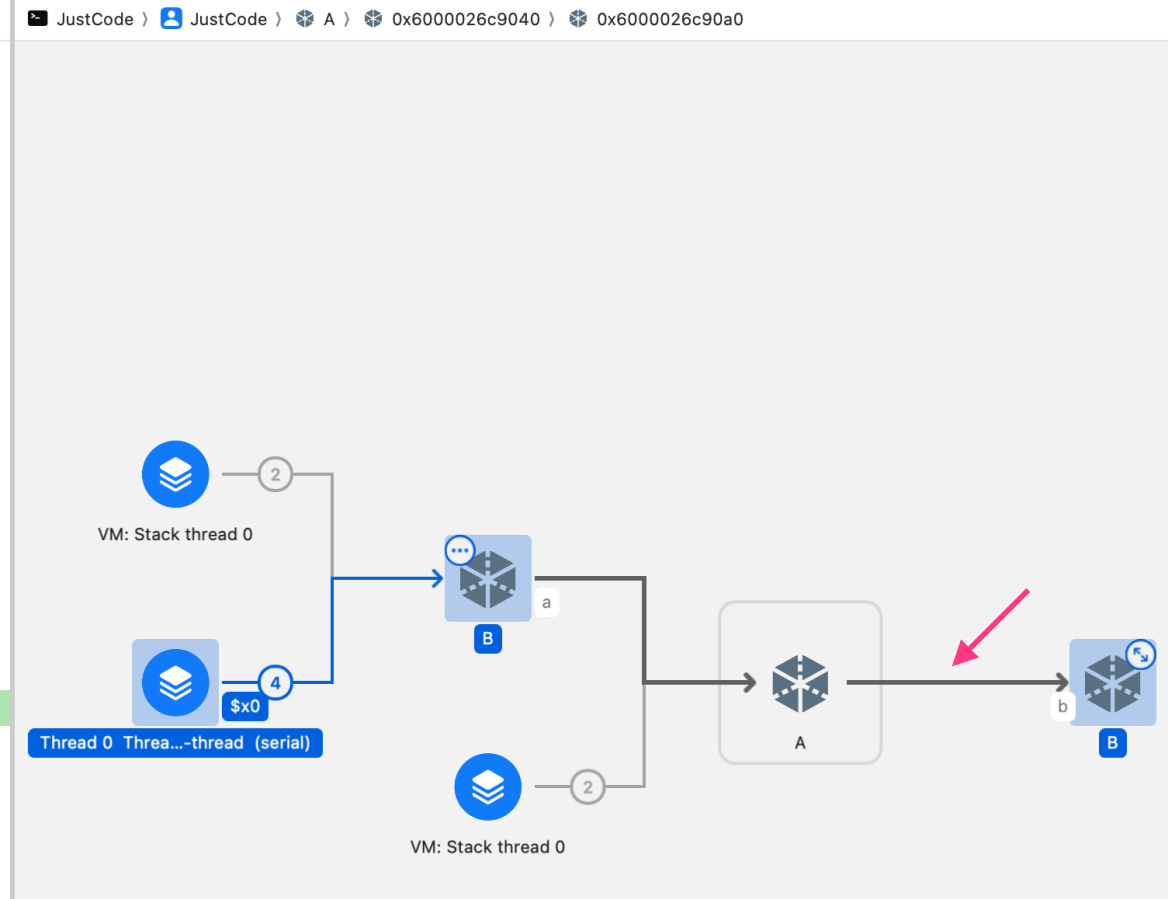 JustCode 〉 JustCode 〉 A 〉 0x6000026c9040 〉 0x6000026c90a0
2
VM: Stack thread 0
a
B
4
$x0
b
Thread 0 Threa...-thread (serial)
A
B
2
VM: Stack thread 0